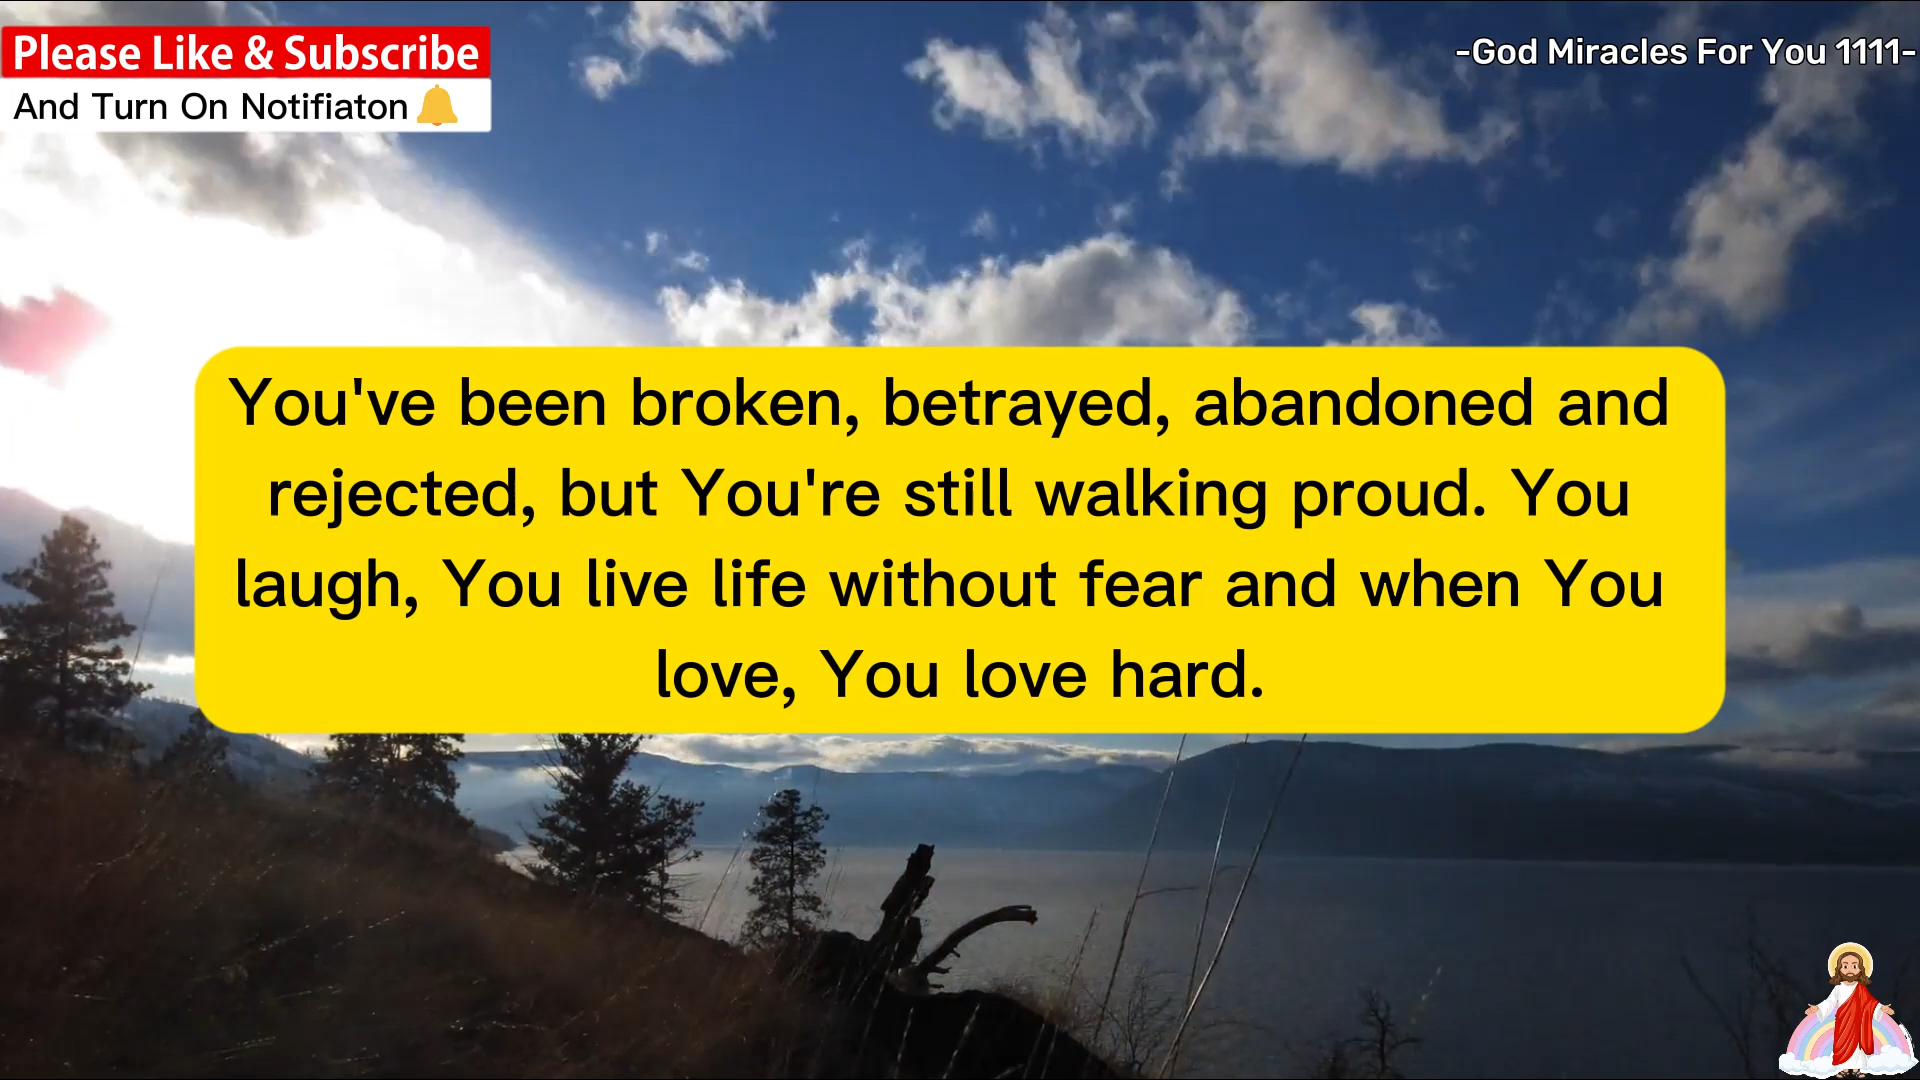 Please Like & Subscribe
And Turn On Notifiaton
-God Miracles For You 1111-
You've been broken, betrayed, abandoned and
rejected, but You're still walking proud. You
laugh, You live life without fear and when You
love, You love hard.